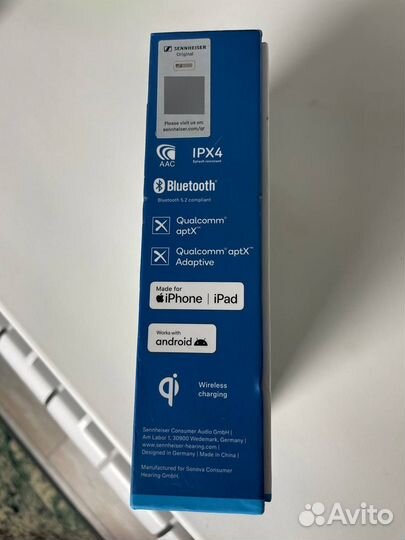 SENNHEISER
Original
Please visit us on:
sennheiser.com/qr
AAC
IPX4
Splash resistant
Bluetooth®
Bluetooth 5.2 compliant
Qualcomm®
aptX™
Qualcomm® aptX™
Adaptive
Made for
iPhone | iPad
Works with
android
qi
Wireless
charging
Sennheiser Consumer Audio GmbH |
Am Labor 1, 30900 Wedemark, Germany |
www.sennheiser-hearing.com |
Designed in Germany | Made in China |
Manufactured for Sonova Consumer
Hearing GmbH.
Avito